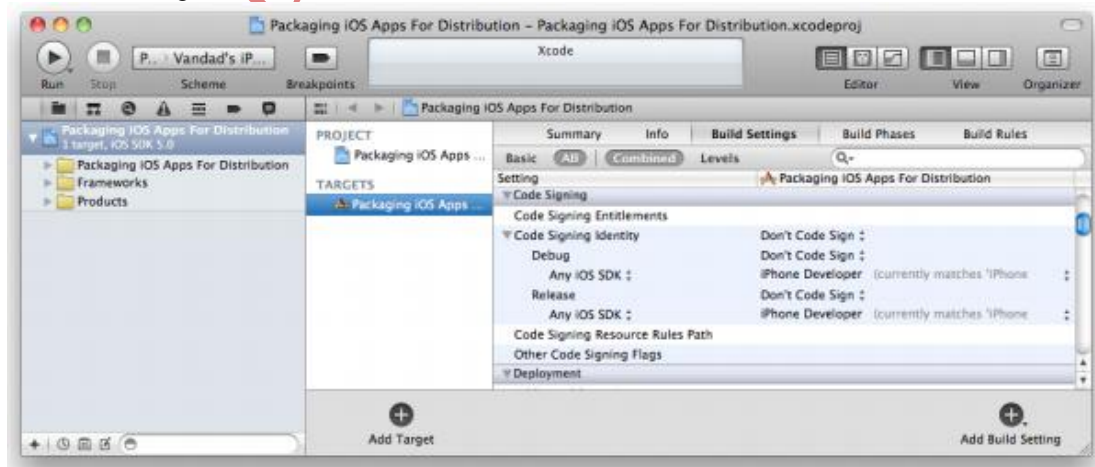 Packaging iOS Apps For Distribution – Packaging iOS Apps For Distribution.xcodeproj
P... Vandad's iP...
Xcode
Run Stop Scheme Breakpoints Editor View Organizer
Packaging iOS Apps For Distribution
Packaging iOS Apps For Distribution
1 target, iOS SDK 5.0
Packaging iOS Apps For Distribution
Frameworks
Products
PROJECT
Packaging iOS Apps ...
TARGETS
Packaging iOS Apps ...
Summary Info Build Settings Build Phases Build Rules
Basic All Combined Levels
Setting Packaging iOS Apps For Distribution
Code Signing
Code Signing Entitlements
Code Signing Identity Don't Code Sign
Debug Don't Code Sign
Any iOS SDK iPhone Developer (currently matches 'iPhone
Release Don't Code Sign
Any iOS SDK iPhone Developer (currently matches 'iPhone
Code Signing Resource Rules Path
Other Code Signing Flags
Deployment
Add Target Add Build Setting